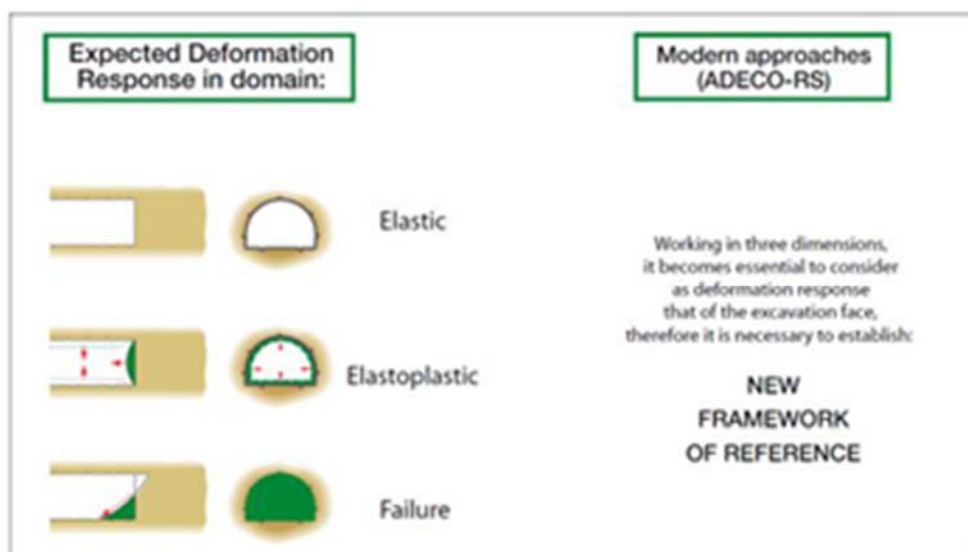 Expected Deformation
Response in domain:
Modern approaches
(ADECO-RS)
Elastic
Elastoplastic
Failure
Working in three dimensions,
it becomes essential to consider
as deformation response
that of the excavation face,
therefore it is necessary to establish:
NEW
FRAMEWORK
OF REFERENCE